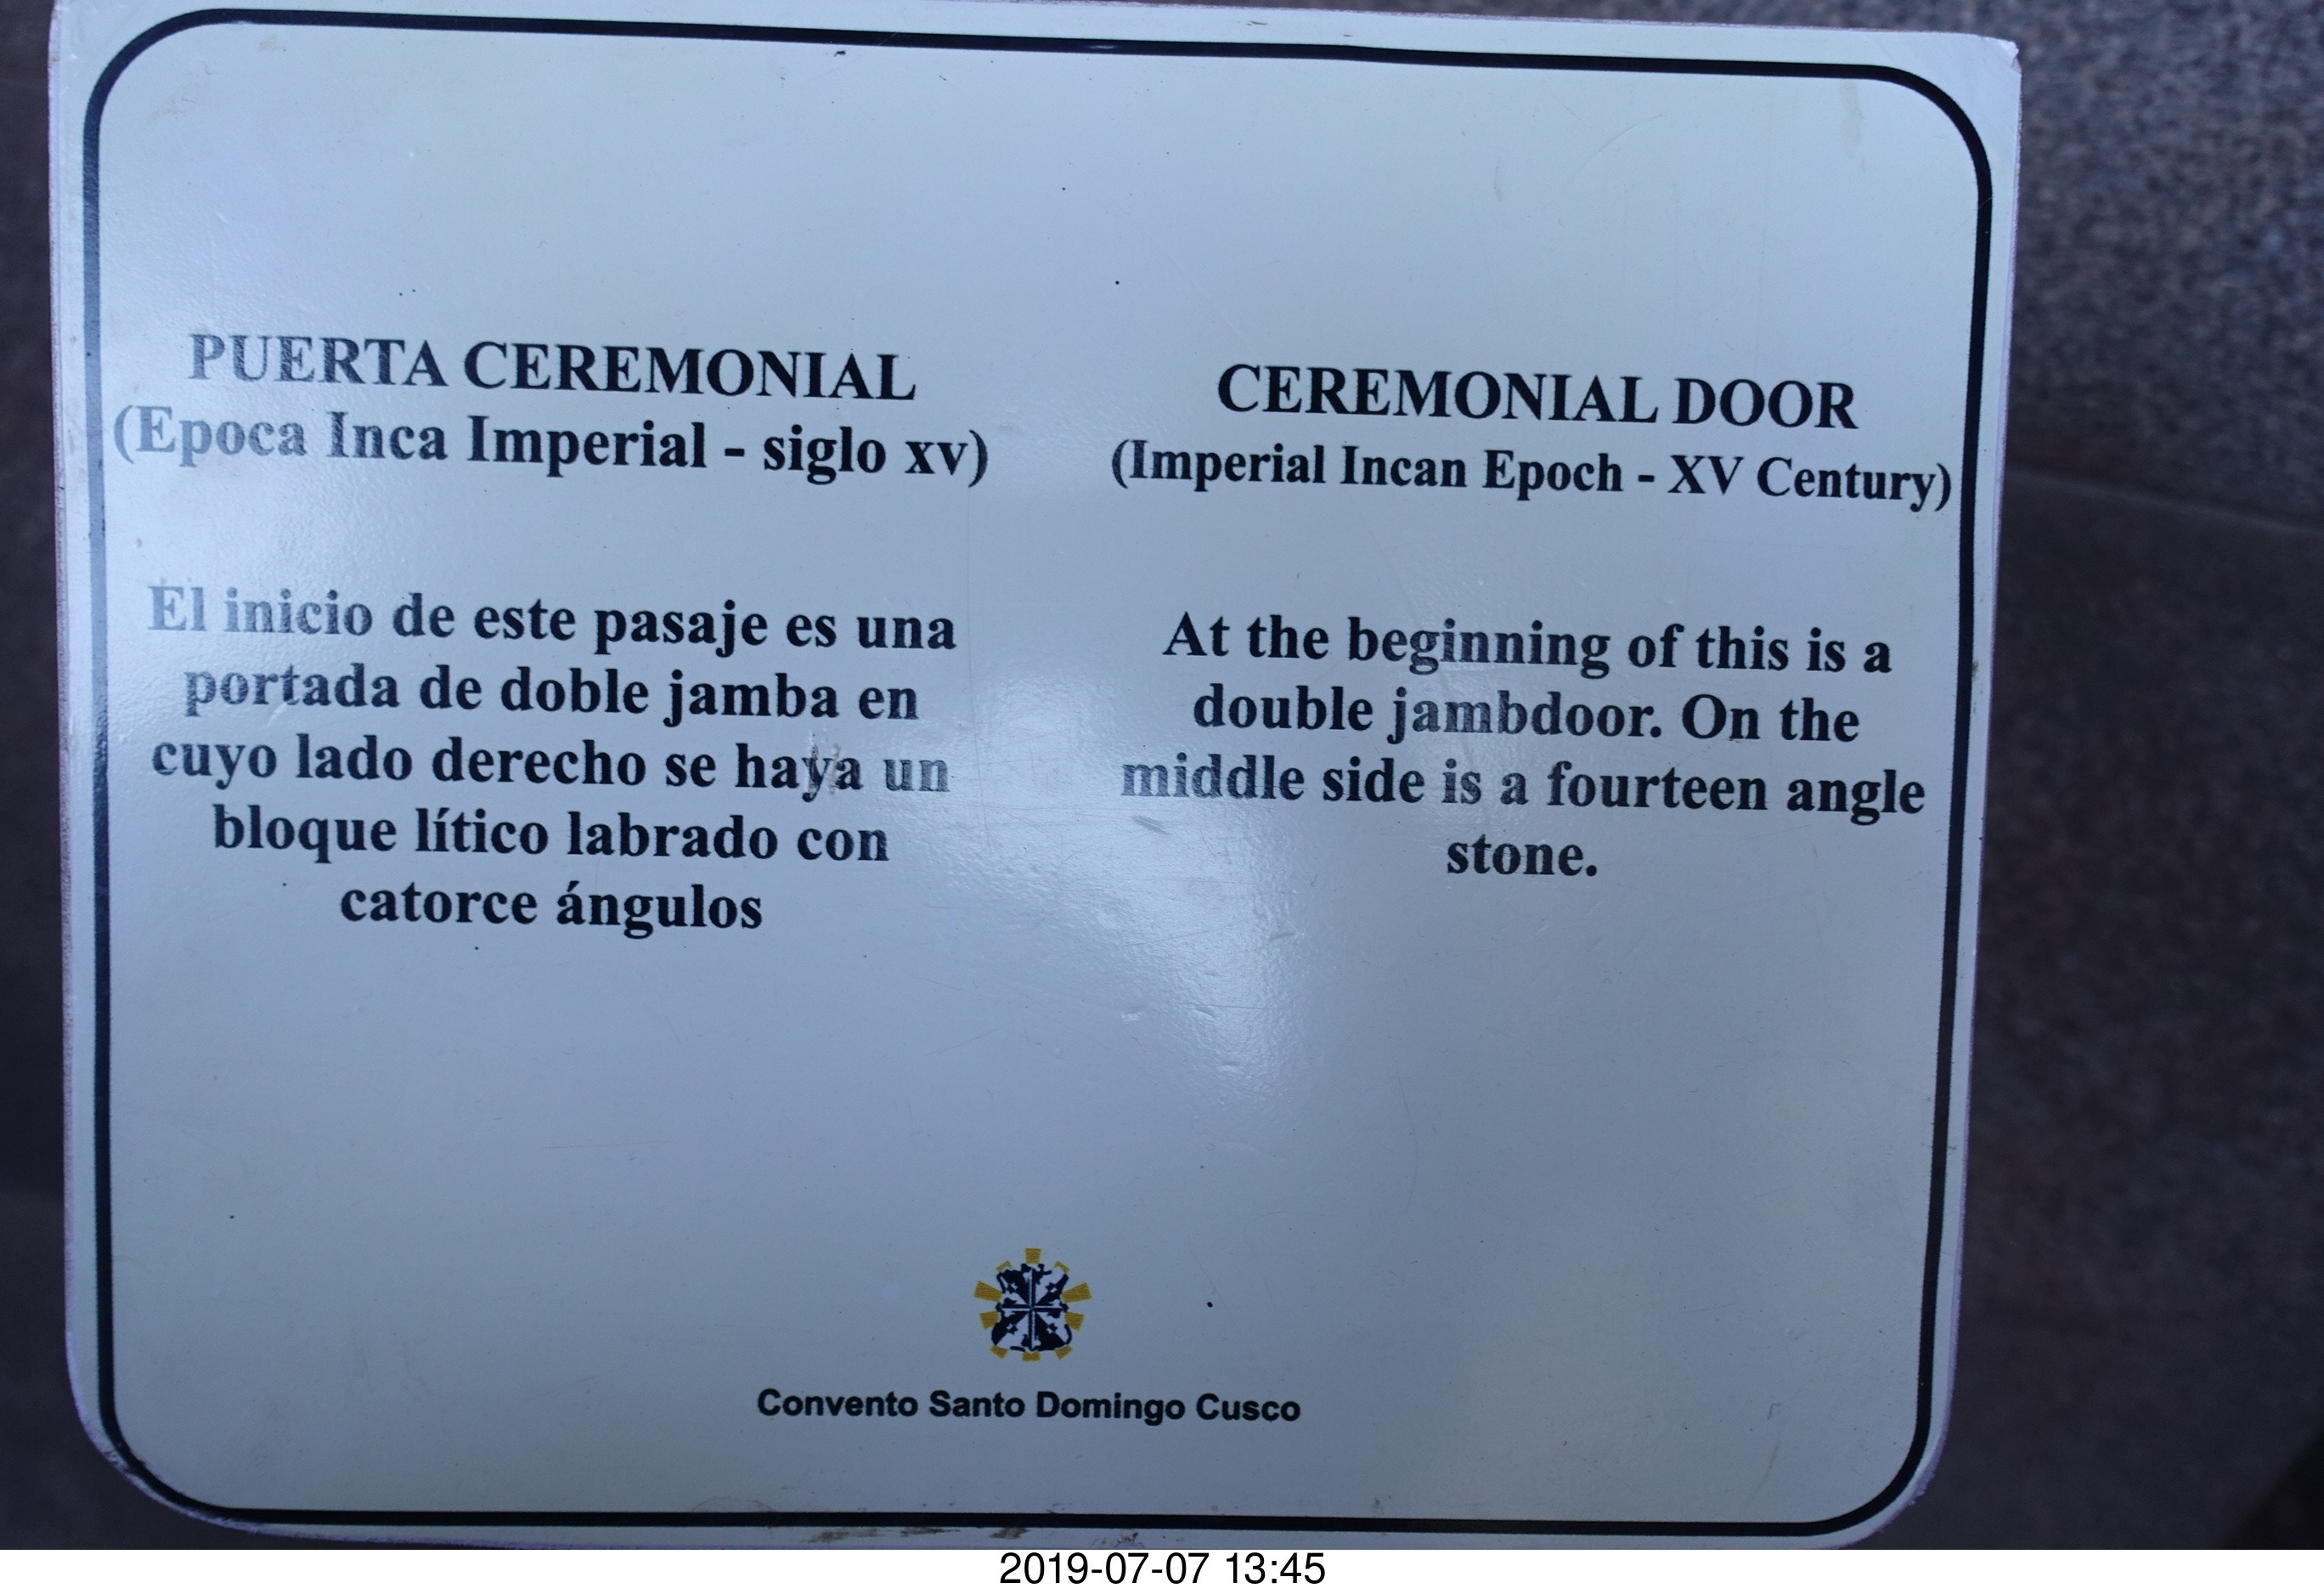 PUERTA CEREMONIAL
(Epoca Inca Imperial - siglo xv)
El inicio de este pasaje es una
portada de doble jamba en
cuyo lado derecho se haya un
bloque lítico labrado con
catorce ángulos
CEREMONIAL DOOR
(Imperial Incan Epoch - XV Century)
At the beginning of this is a
double jambdoor. On the
middle side is a fourteen angle
stone.
Convento Santo Domingo Cusco
2019-07-07 13:45